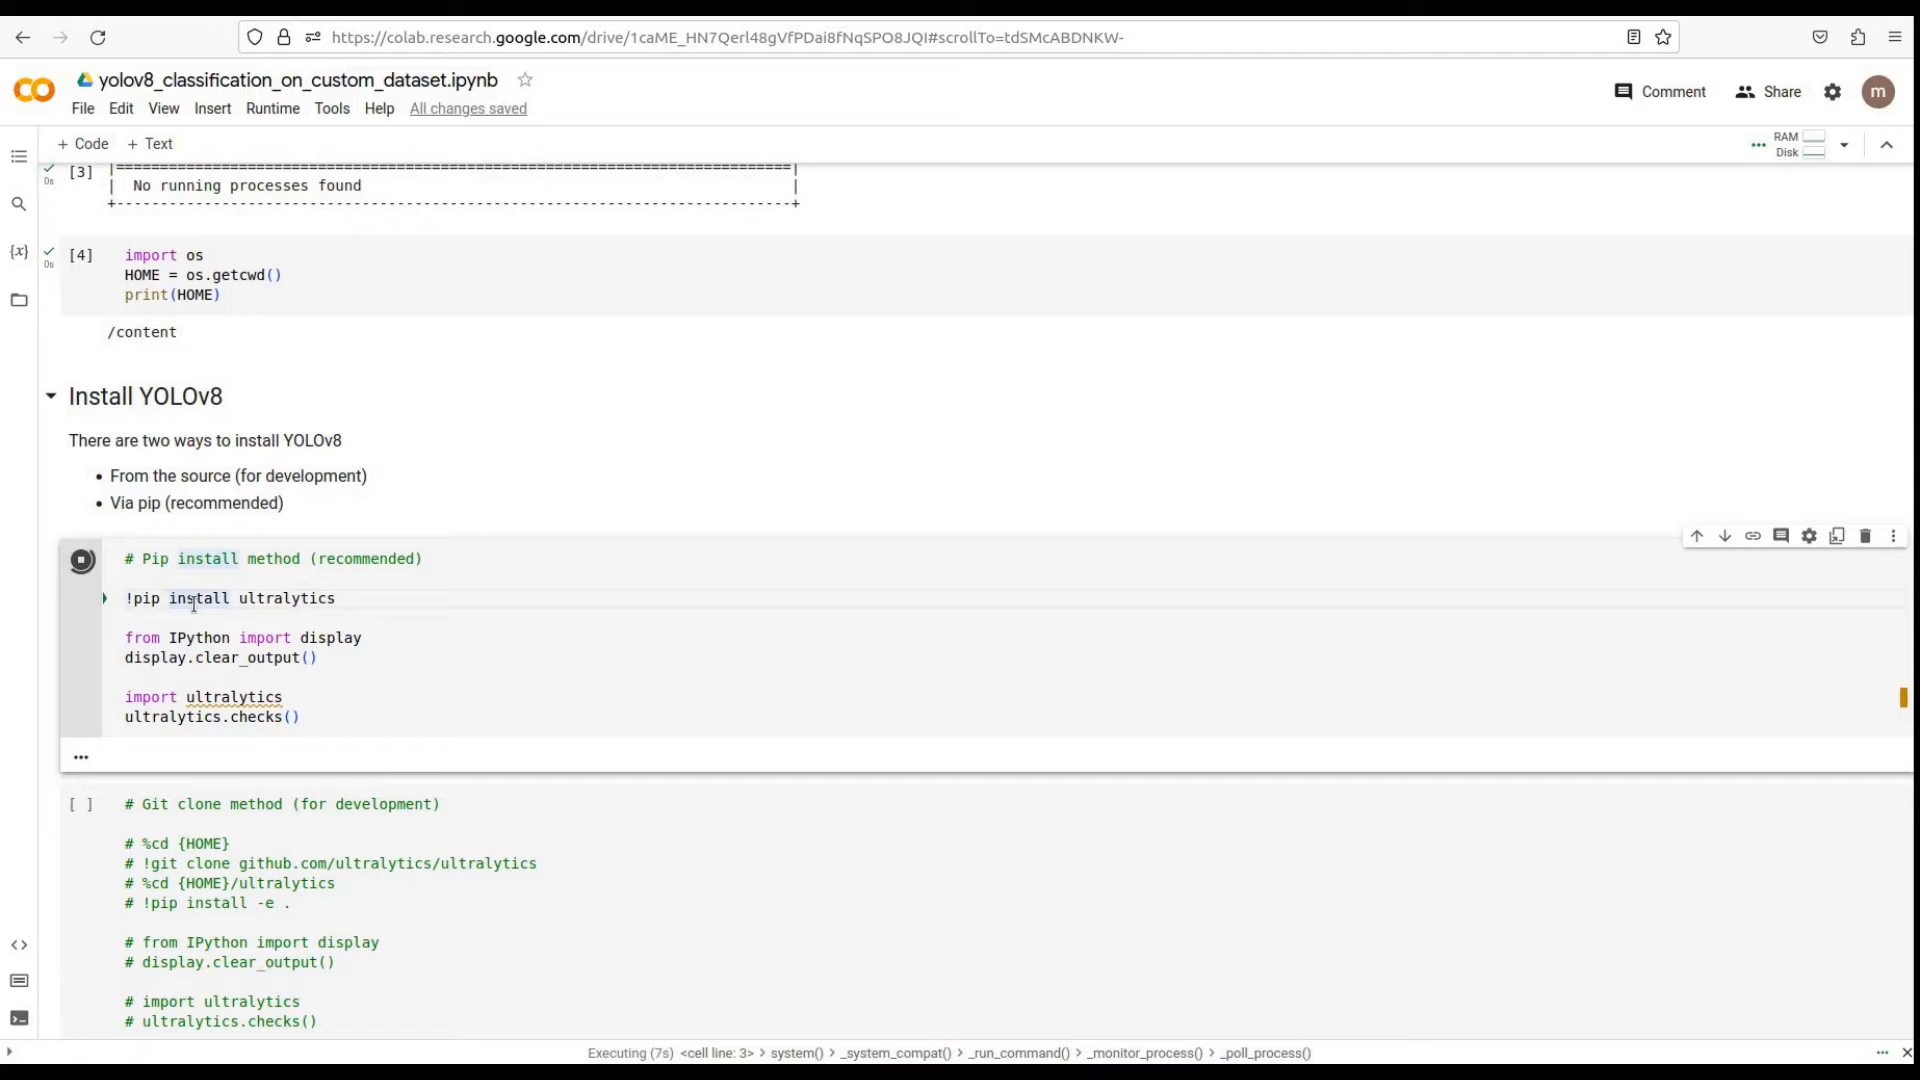 https://colab.research.google.com/drive/1caME_HN7Qerl48gVfPDai8fNqSPO8JQI#scrollTo=tdSMcABDNKW-
yolov8_classification_on_custom_dataset.ipynb
Comment
Share
m
File Edit View Insert Runtime Tools Help All changes saved
+ Code + Text
RAM
Disk
[3] |=============================================================================|
0s
| No running processes found |
+-----------------------------------------------------------------------------+
[4] import os
0s
HOME = os.getcwd()
print(HOME)
/content
Install YOLOv8
There are two ways to install YOLOv8
• From the source (for development)
• Via pip (recommended)
# Pip install method (recommended)
!pip install ultralytics
from IPython import display
display.clear_output()
import ultralytics
ultralytics.checks()
...
[ ] # Git clone method (for development)
# %cd {HOME}
# !git clone github.com/ultralytics/ultralytics
# %cd {HOME}/ultralytics
# !pip install -e .
# from IPython import display
# display.clear_output()
# import ultralytics
# ultralytics.checks()
Executing (7s) <cell line: 3> > system() > _system_compat() > _run_command() > _monitor_process() > _poll_process()